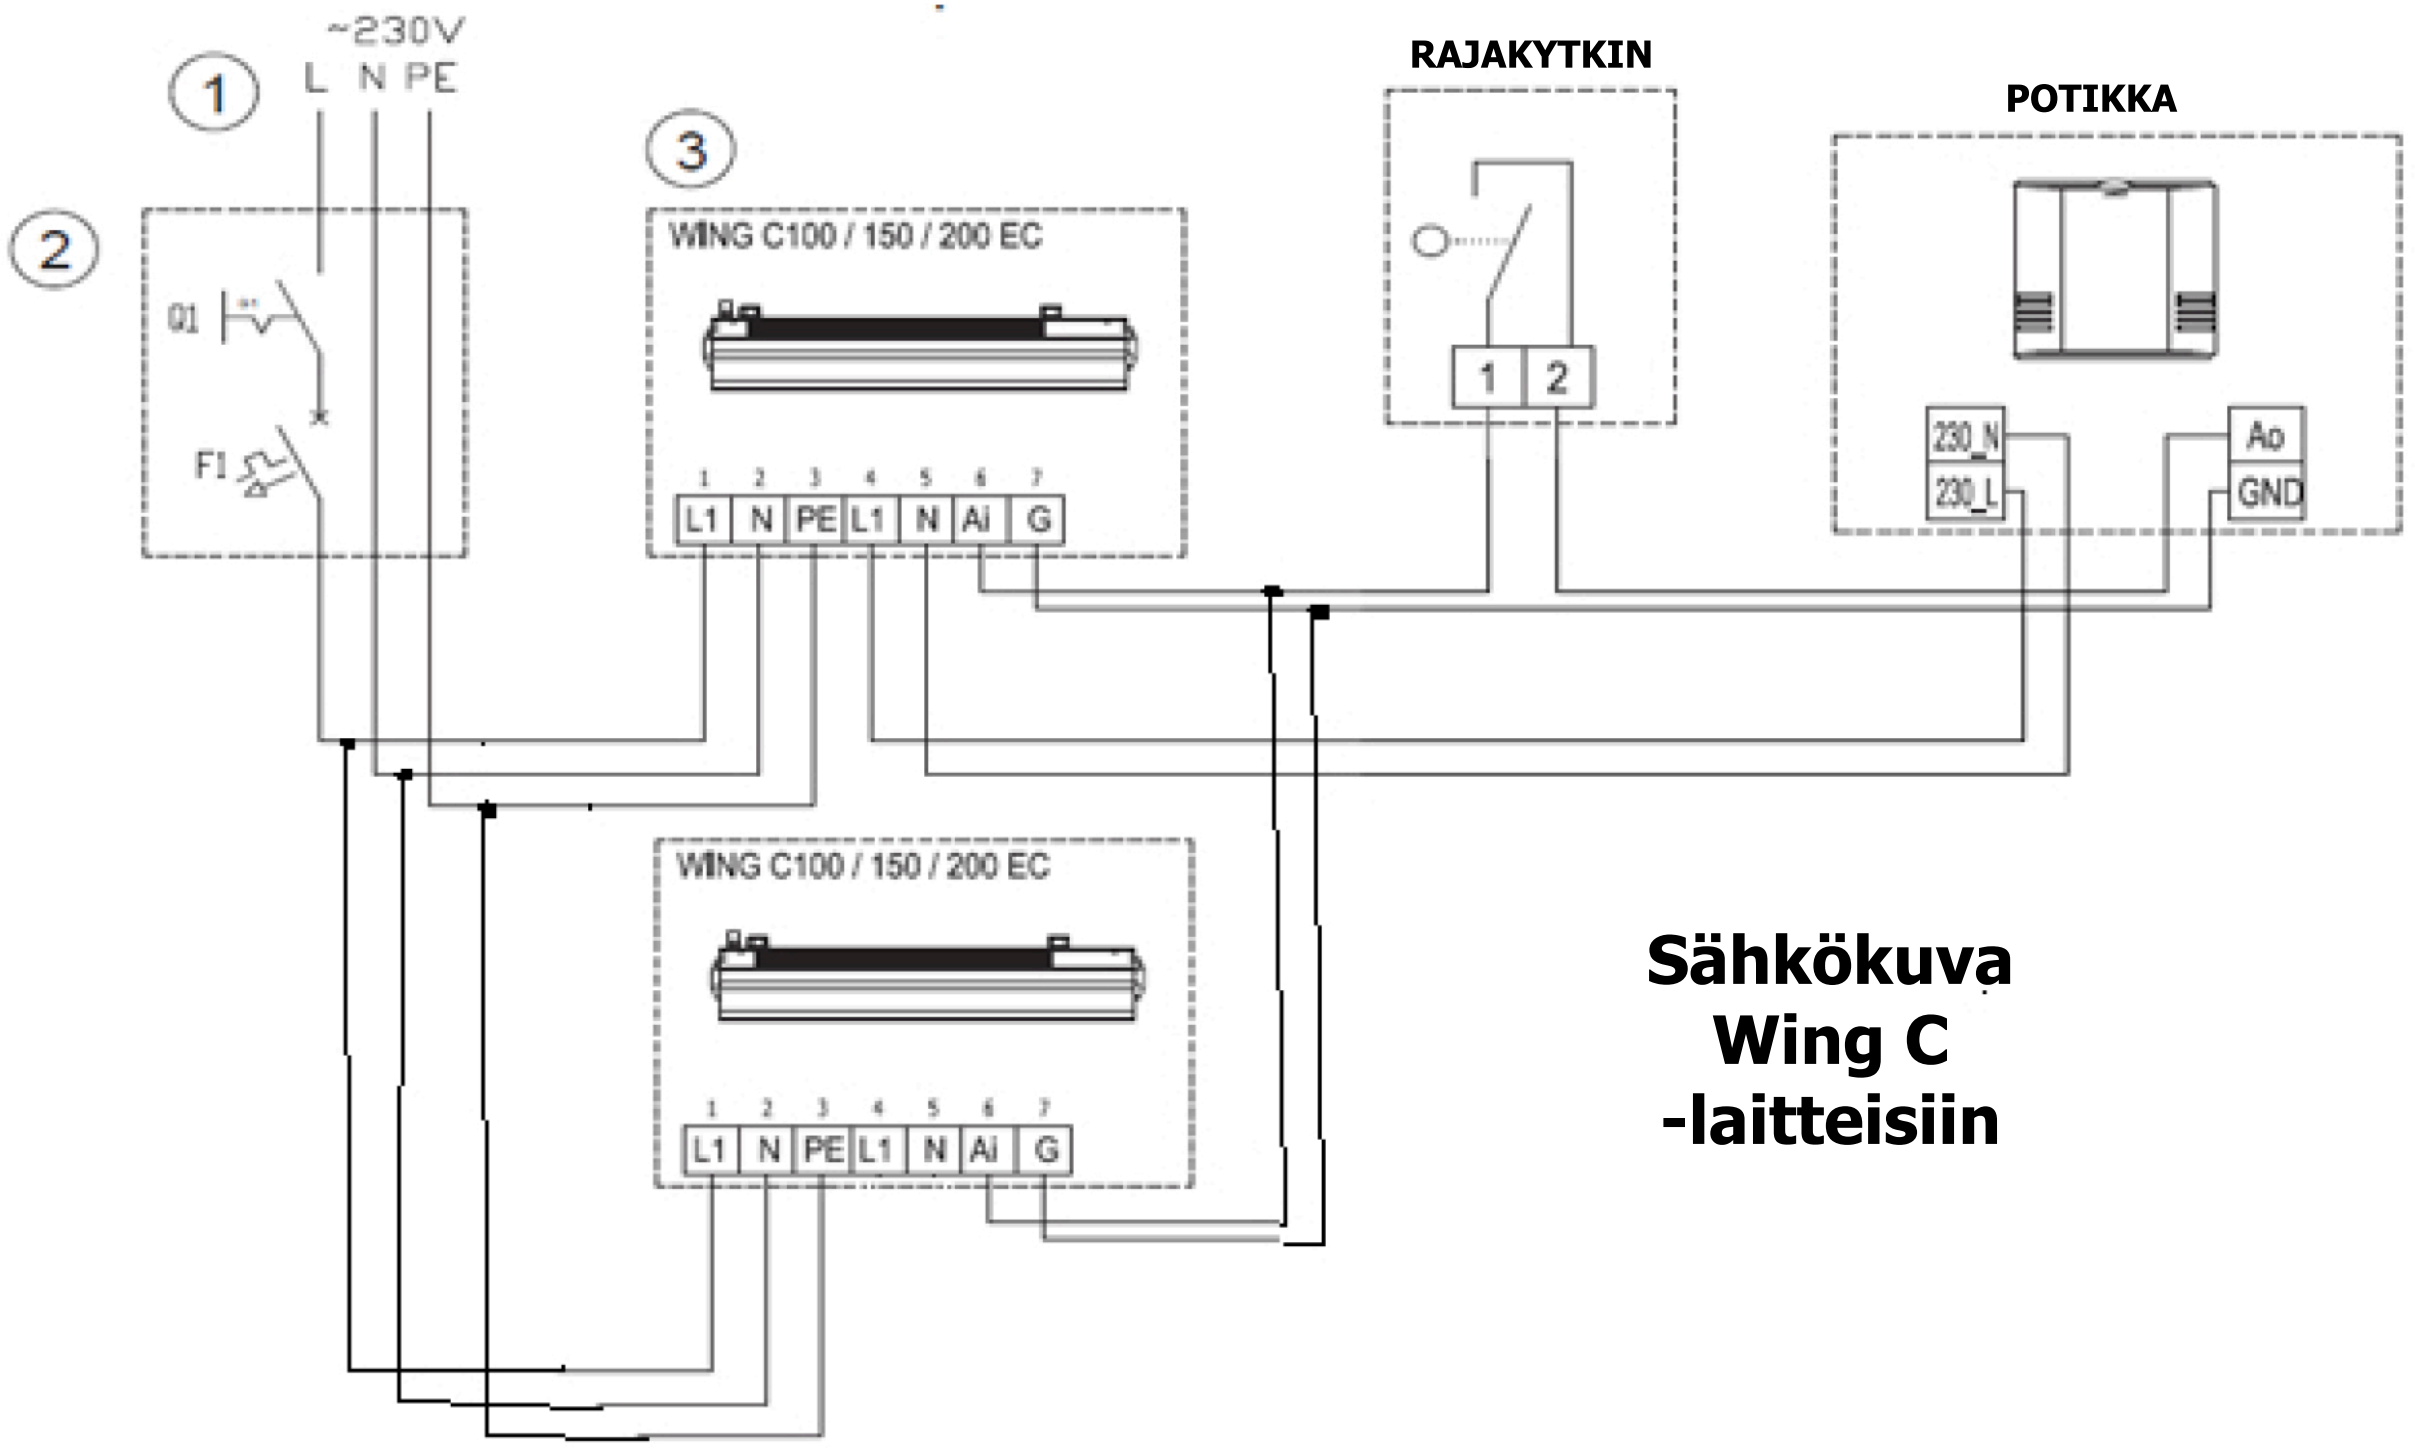 ~230V
L N PE
1
2
Q1
F1
3
WING C100 / 150 / 200 EC
1 2 3 4 5 6 7
L1 N PE L1 N Ai G
RAJAKYTKIN
1 2
POTIKKA
230_N
230_L
Ao
GND
WING C100 / 150 / 200 EC
1 2 3 4 5 6 7
L1 N PE L1 N Ai G
Sähkökuva
Wing C
-laitteisiin